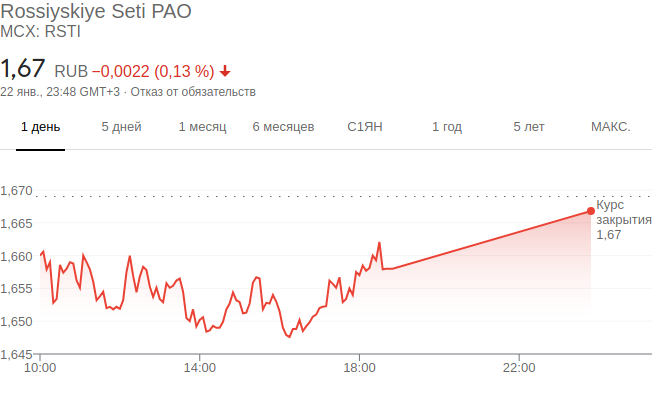 Rossiyskiye Seti PAO
MCX: RSTI
1,67 RUB −0,0022 (0,13 %)
22 янв., 23:48 GMT+3 · Отказ от обязательств
1 день 5 дней 1 месяц 6 месяцев С1ЯН 1 год 5 лет МАКС.
1,670
Курс
закрытия
1,67
1,665
1,660
1,655
1,650
1,645
10:00 14:00 18:00 22:00